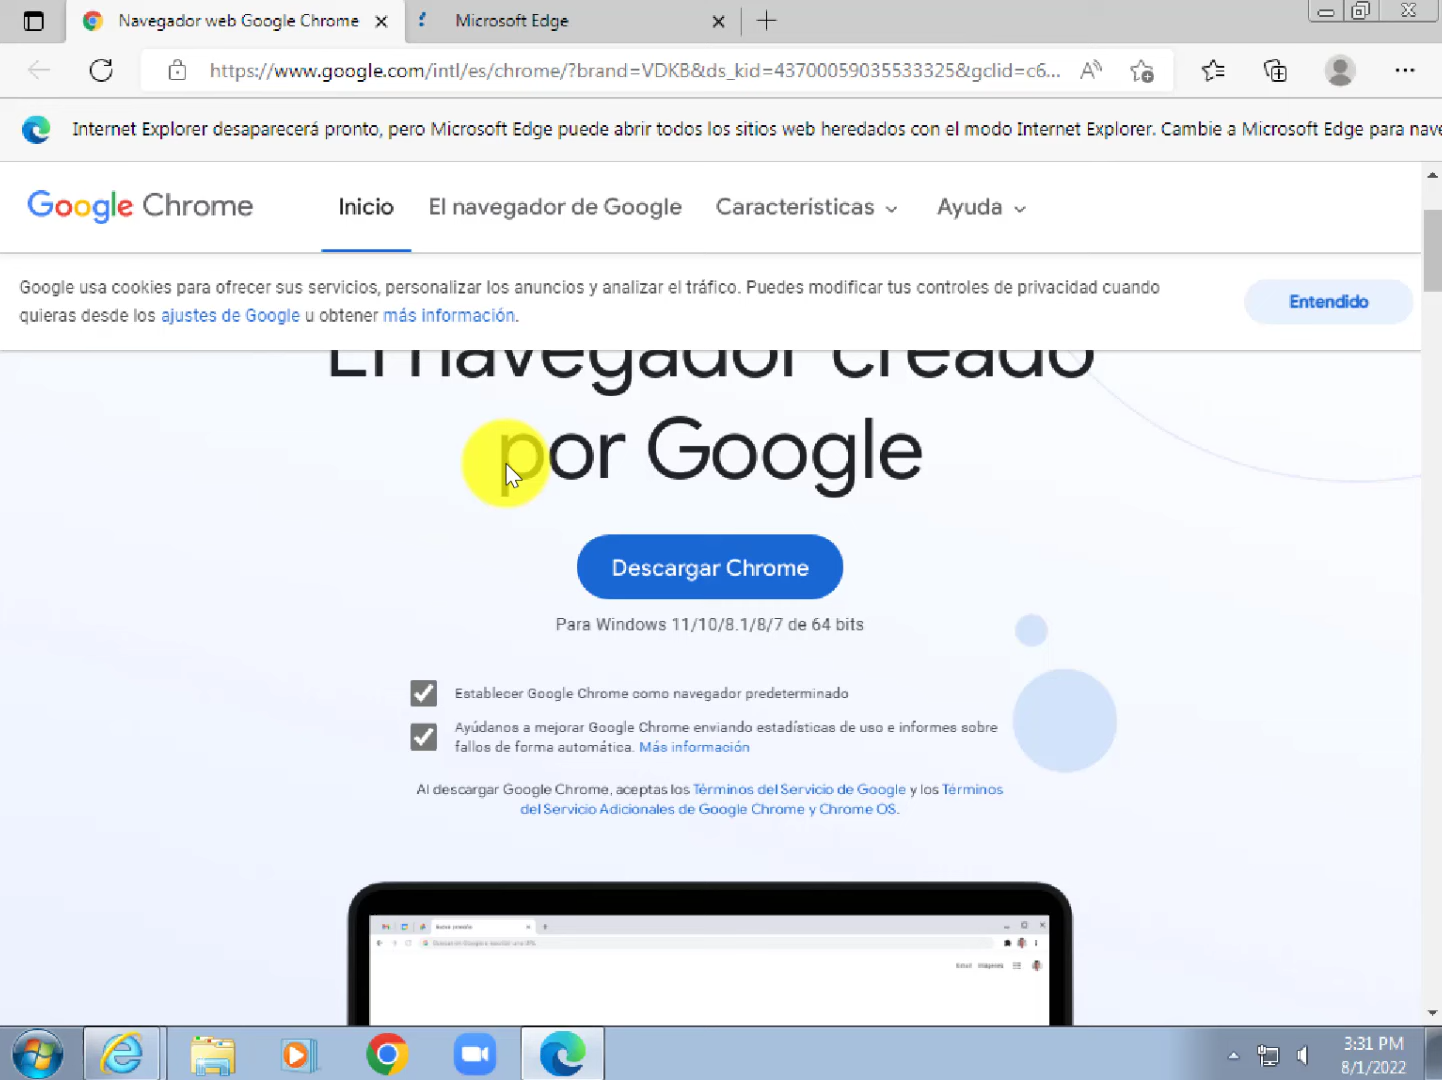 Navegador web Google Chrome
Microsoft Edge
https://www.google.com/intl/es/chrome/?brand=VDKB&ds_kid=43700059035533325&gclid=c6...
Internet Explorer desaparecerá pronto, pero Microsoft Edge puede abrir todos los sitios web heredados con el modo Internet Explorer. Cambie a Microsoft Edge para nave
Google Chrome
Inicio
El navegador de Google
Características
Ayuda
Google usa cookies para ofrecer sus servicios, personalizar los anuncios y analizar el tráfico. Puedes modificar tus controles de privacidad cuando
quieras desde los ajustes de Google u obtener más información.
Entendido
El navegador creado
por Google
Descargar Chrome
Para Windows 11/10/8.1/8/7 de 64 bits
Establecer Google Chrome como navegador predeterminado
Ayúdanos a mejorar Google Chrome enviando estadísticas de uso e informes sobre
fallos de forma automática. Más información
Al descargar Google Chrome, aceptas los Términos del Servicio de Google y los Términos
del Servicio Adicionales de Google Chrome y Chrome OS.
3:31 PM
8/1/2022